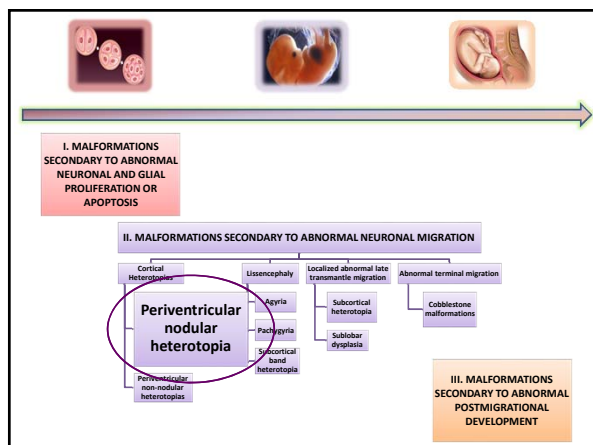 I. MALFORMATIONS
SECONDARY TO ABNORMAL
NEURONAL AND GLIAL
PROLIFERATION OR
APOPTOSIS
II. MALFORMATIONS SECONDARY TO ABNORMAL NEURONAL MIGRATION
Cortical
Heterotopias
Periventricular
nodular
heterotopia
Periventricular
non-nodular
heterotopias
Lissencephaly
Agyria
Pachygyria
Subcortical
band
heterotopia
Localized abnormal late
transmantle migration
Subcortical
heterotopia
Sublobar
dysplasia
Abnormal terminal migration
Cobblestone
malformations
III. MALFORMATIONS
SECONDARY TO ABNORMAL
POSTMIGRATIONAL
DEVELOPMENT